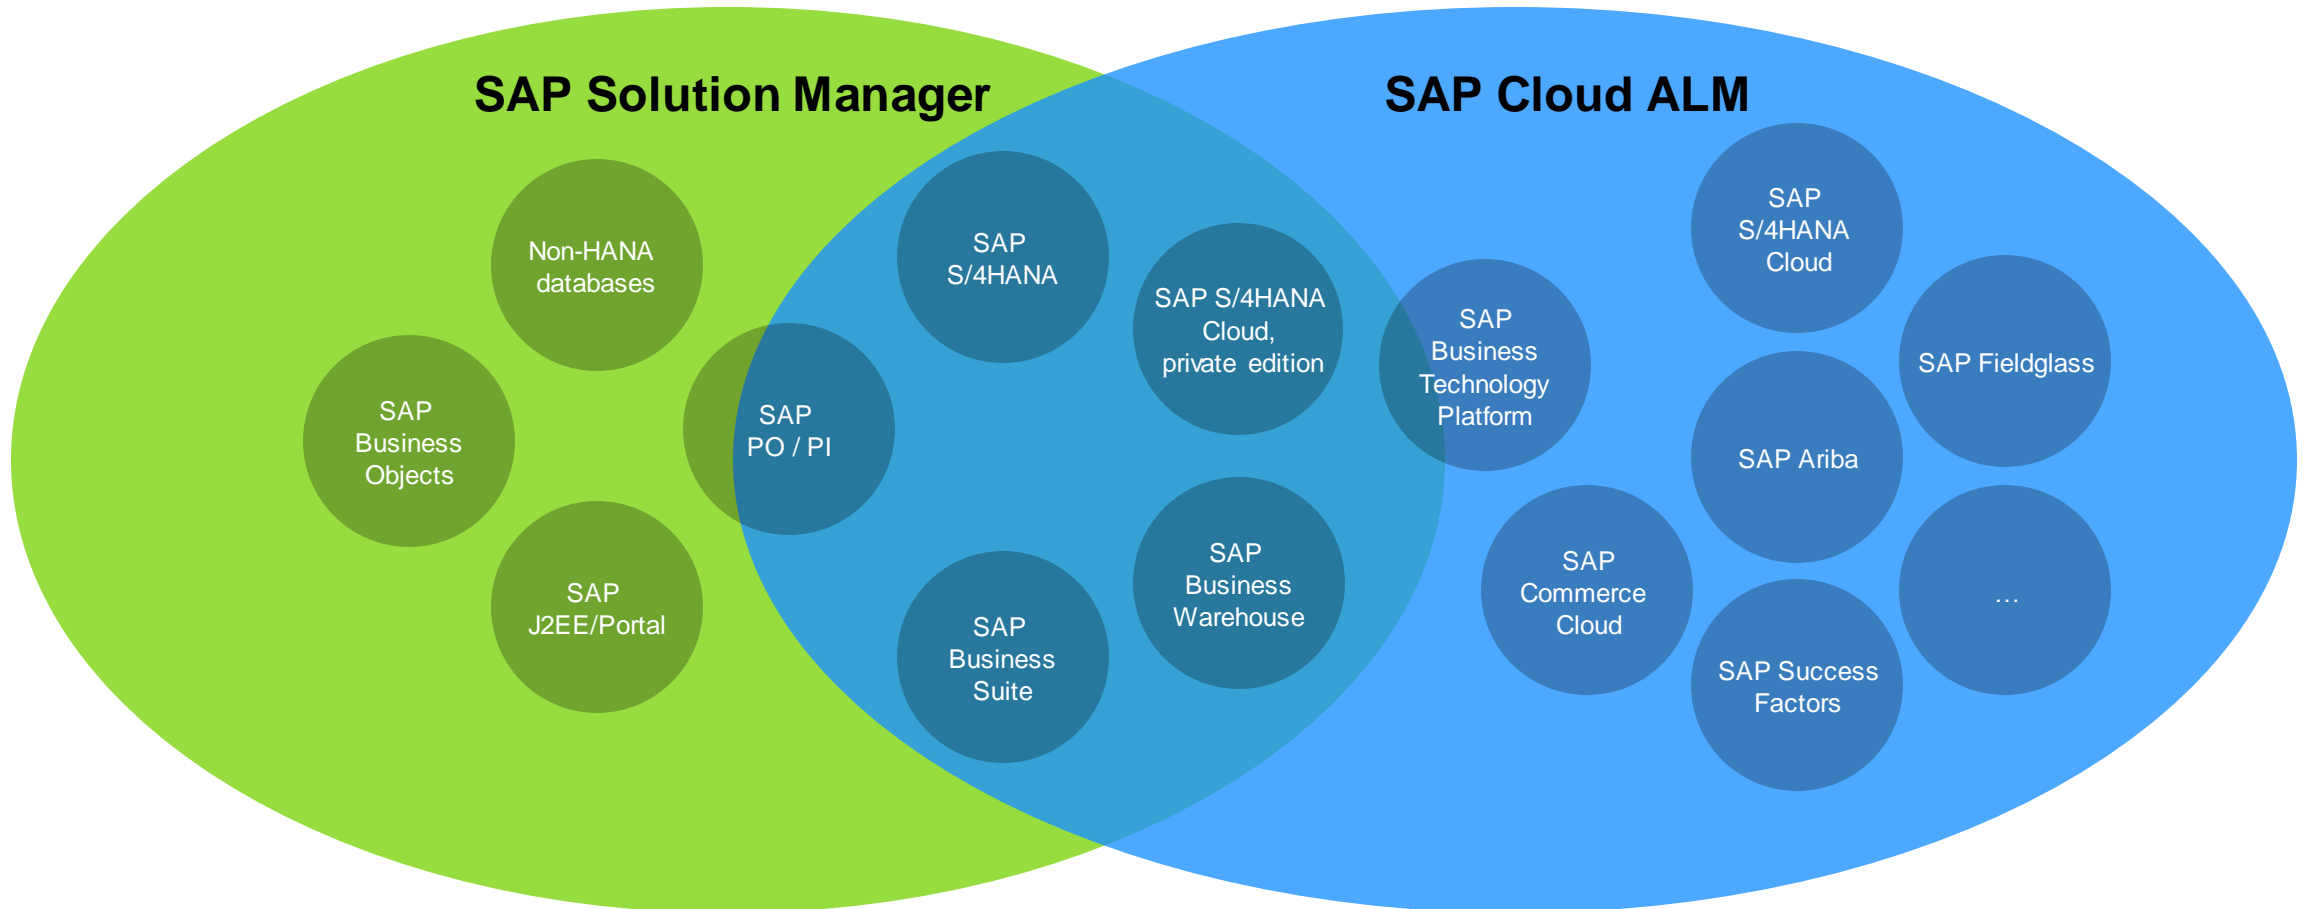 SAP Solution Manager
SAP Cloud ALM
Non-HANA
databases
SAP
Business
Objects
SAP
J2EE/Portal
SAP
PO / PI
SAP
S/4HANA
SAP S/4HANA
Cloud,
private edition
SAP
Business
Suite
SAP
Business
Warehouse
SAP
Business
Technology
Platform
SAP
S/4HANA
Cloud
SAP Fieldglass
SAP Ariba
SAP
Commerce
Cloud
SAP Success
Factors
…